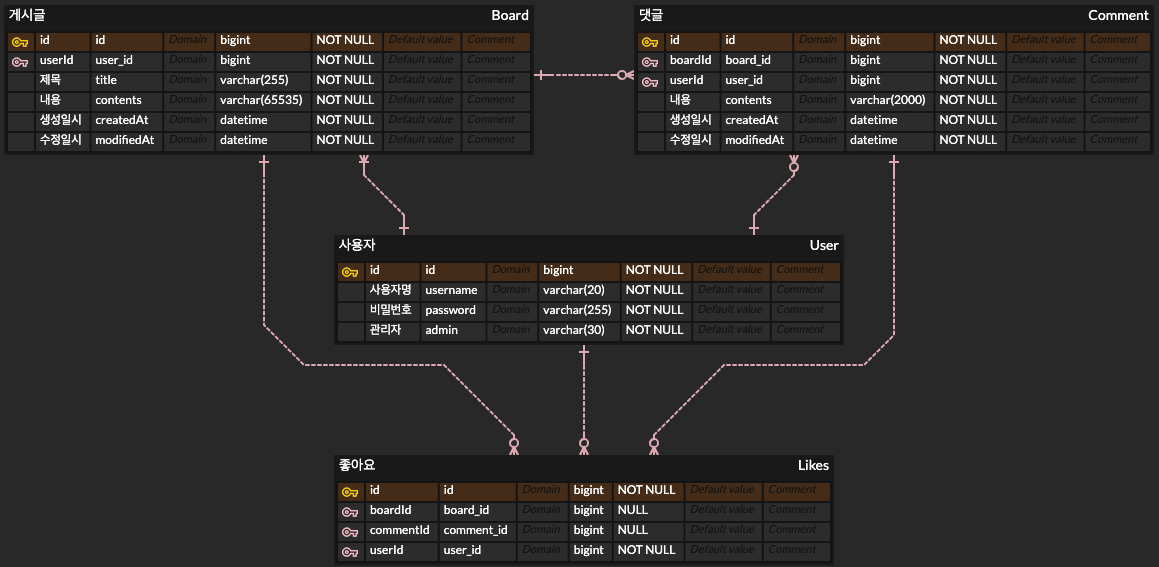 게시글 Board
id id Domain bigint NOT NULL Default value Comment
userId user_id Domain bigint NOT NULL Default value Comment
제목 title Domain varchar(255) NOT NULL Default value Comment
내용 contents Domain varchar(65535) NOT NULL Default value Comment
생성일시 createdAt Domain datetime NOT NULL Default value Comment
수정일시 modifiedAt Domain datetime NOT NULL Default value Comment
댓글 Comment
id id Domain bigint NOT NULL Default value Comment
boardId board_id Domain bigint NOT NULL Default value Comment
userId user_id Domain bigint NOT NULL Default value Comment
내용 contents Domain varchar(2000) NOT NULL Default value Comment
생성일시 createdAt Domain datetime NOT NULL Default value Comment
수정일시 modifiedAt Domain datetime NOT NULL Default value Comment
사용자 User
id id Domain bigint NOT NULL Default value Comment
사용자명 username Domain varchar(20) NOT NULL Default value Comment
비밀번호 password Domain varchar(255) NOT NULL Default value Comment
관리자 admin Domain varchar(30) NOT NULL Default value Comment
좋아요 Likes
id id Domain bigint NOT NULL Default value Comment
boardId board_id Domain bigint NULL Default value Comment
commentId comment_id Domain bigint NULL Default value Comment
userId user_id Domain bigint NOT NULL Default value Comment